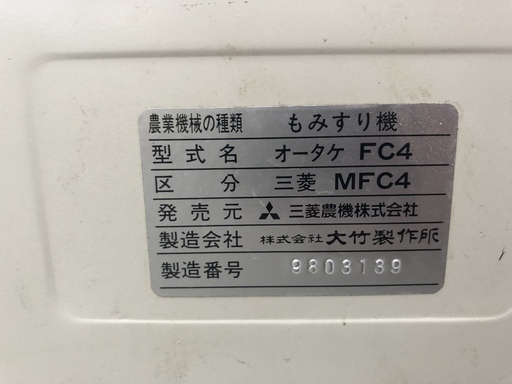 農業機械の種類 もみすり機
型式名 オータケ FC4
区分 三菱 MFC4
発売元 三菱農機株式会社
製造会社 株式会社 大竹製作所
製造番号 9803139